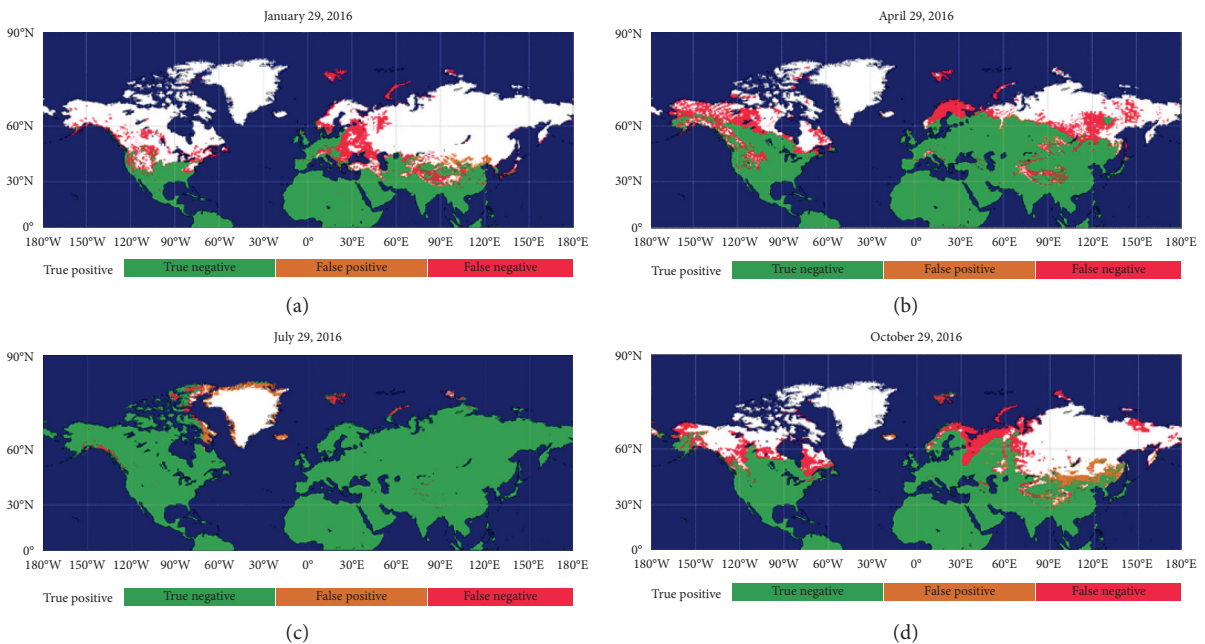 January 29, 2016
90°N
60°N
30°N
0°
180°W 150°W 120°W 90°W 60°W 30°W 0° 30°E 60°E 90°E 120°E 150°E 180°E
True positive True negative False positive False negative
(a)
April 29, 2016
90°N
60°N
30°N
0°
180°W 150°W 120°W 90°W 60°W 30°W 0° 30°E 60°E 90°E 120°E 150°E 180°E
True positive True negative False positive False negative
(b)
July 29, 2016
90°N
60°N
30°N
0°
180°W 150°W 120°W 90°W 60°W 30°W 0° 30°E 60°E 90°E 120°E 150°E 180°E
True positive True negative False positive False negative
(c)
October 29, 2016
90°N
60°N
30°N
0°
180°W 150°W 120°W 90°W 60°W 30°W 0° 30°E 60°E 90°E 120°E 150°E 180°E
True positive True negative False positive False negative
(d)